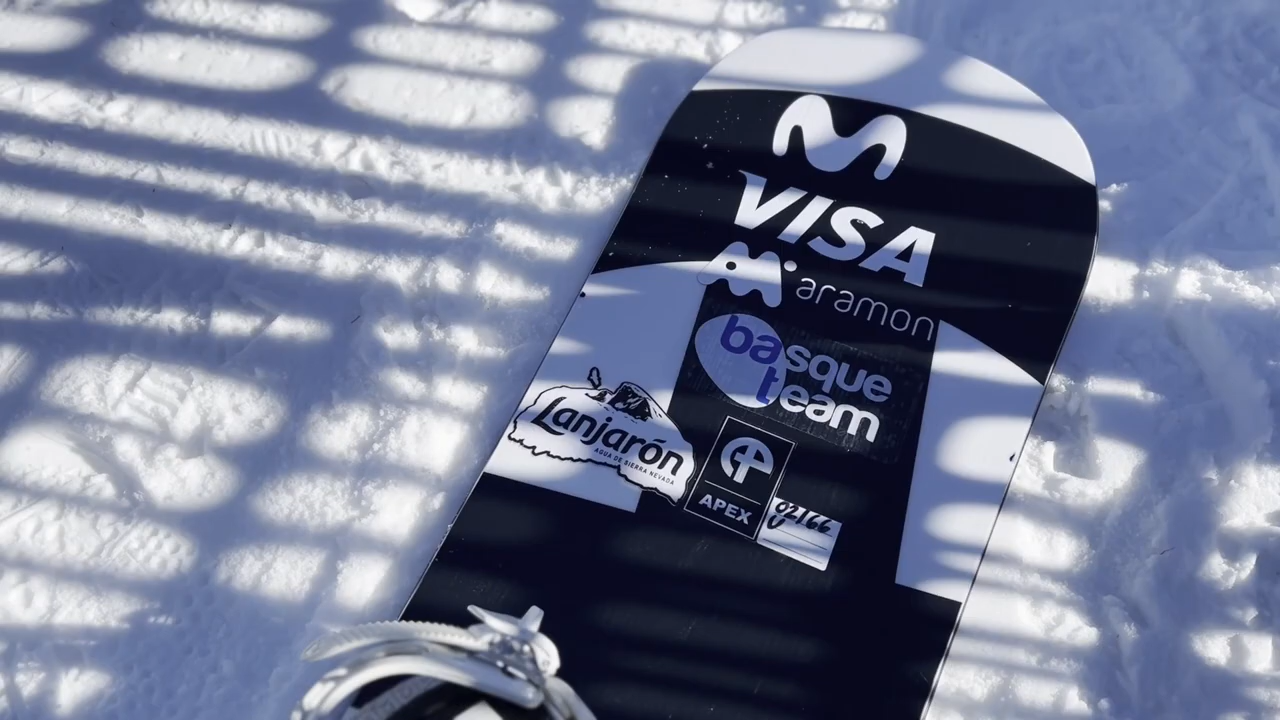 VISA
aramon
basque
team
Lanjarón
AGUA DE SIERRA NEVADA
APEX